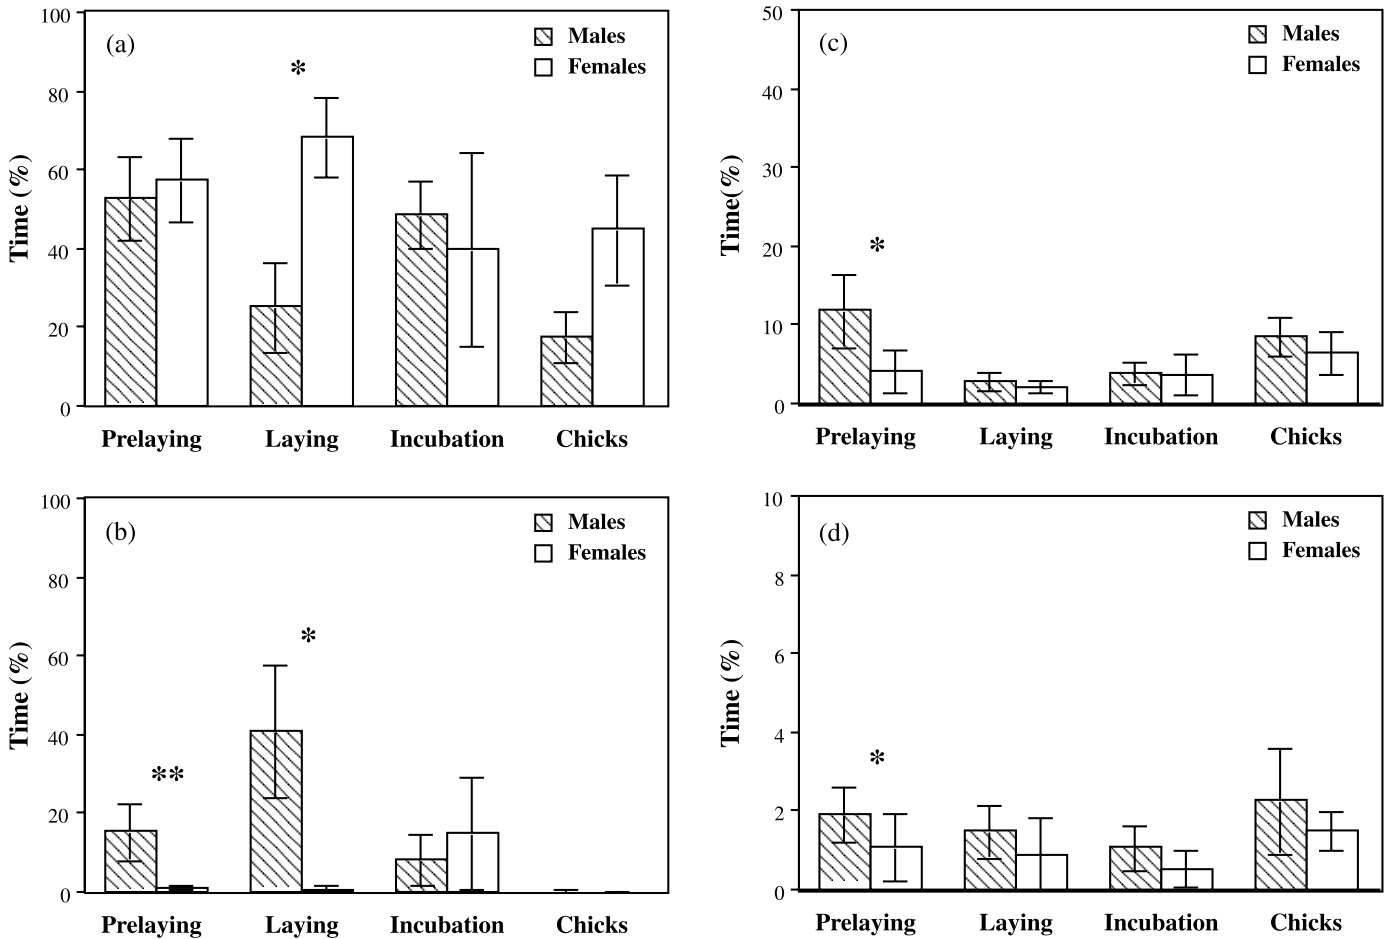 (a)
Males
Females
100
80
60
40
20
0
Time (%)
*
Prelaying Laying Incubation Chicks
(c)
Males
Females
50
40
30
20
10
0
Time(%)
*
Prelaying Laying Incubation Chicks
(b)
Males
Females
100
80
60
40
20
0
Time (%)
**
*
Prelaying Laying Incubation Chicks
(d)
Males
Females
10
8
6
4
2
0
Time (%)
*
Prelaying Laying Incubation Chicks